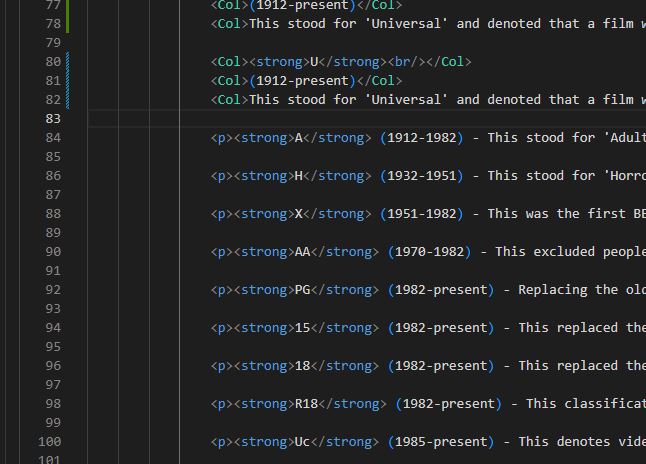 77 <Col>(1912-present)</Col>
78 <Col>This stood for 'Universal' and denoted that a film
79
80 <Col><strong>U</strong><br/></Col>
81 <Col>(1912-present)</Col>
82 <Col>This stood for 'Universal' and denoted that a film
83
84 <p><strong>A</strong> (1912-1982) - This stood for 'Adult
85
86 <p><strong>H</strong> (1932-1951) - This stood for 'Horro
87
88 <p><strong>X</strong> (1951-1982) - This was the first BB
89
90 <p><strong>AA</strong> (1970-1982) - This excluded people
91
92 <p><strong>PG</strong> (1982-present) - Replacing the old
93
94 <p><strong>15</strong> (1982-present) - This replaced the
95
96 <p><strong>18</strong> (1982-present) - This replaced the
97
98 <p><strong>R18</strong> (1982-present) - This classificat
99
100 <p><strong>Uc</strong> (1985-present) - This denotes vide
101